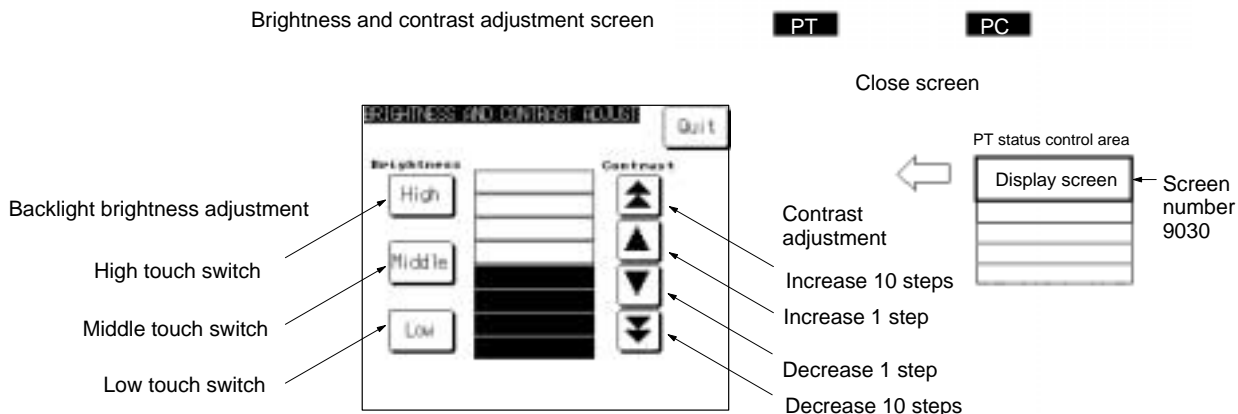 Brightness and contrast adjustment screen
PT
PC
Close screen
BRIGHTNESS AND CONTRAST ADJUST
Quit
PT status control area
Display screen
Screen
number
9030
Brightness
Contrast
High
Middle
Low
Backlight brightness adjustment
High touch switch
Middle touch switch
Low touch switch
Contrast
adjustment
Increase 10 steps
Increase 1 step
Decrease 1 step
Decrease 10 steps